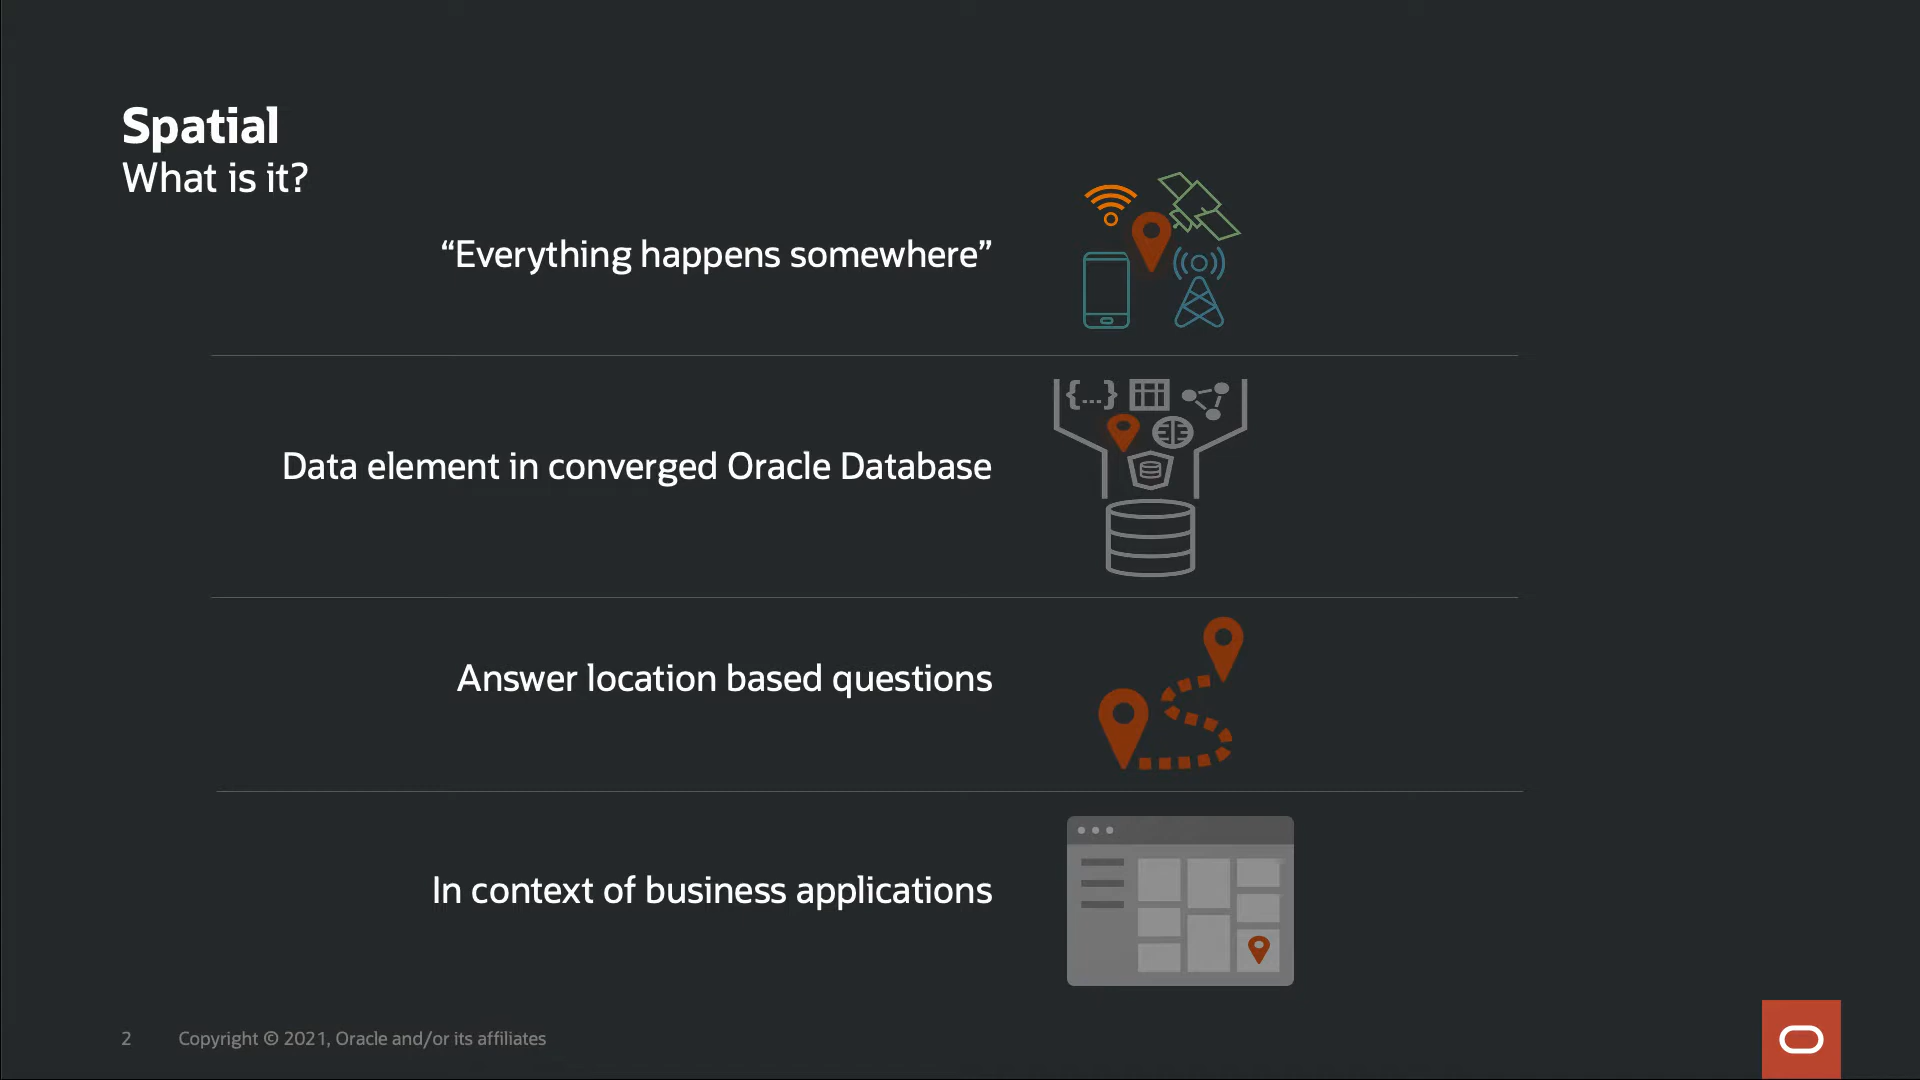 Spatial
What is it?
“Everything happens somewhere”
{...}
Data element in converged Oracle Database
Answer location based questions
In context of business applications
2
Copyright © 2021, Oracle and/or its affiliates